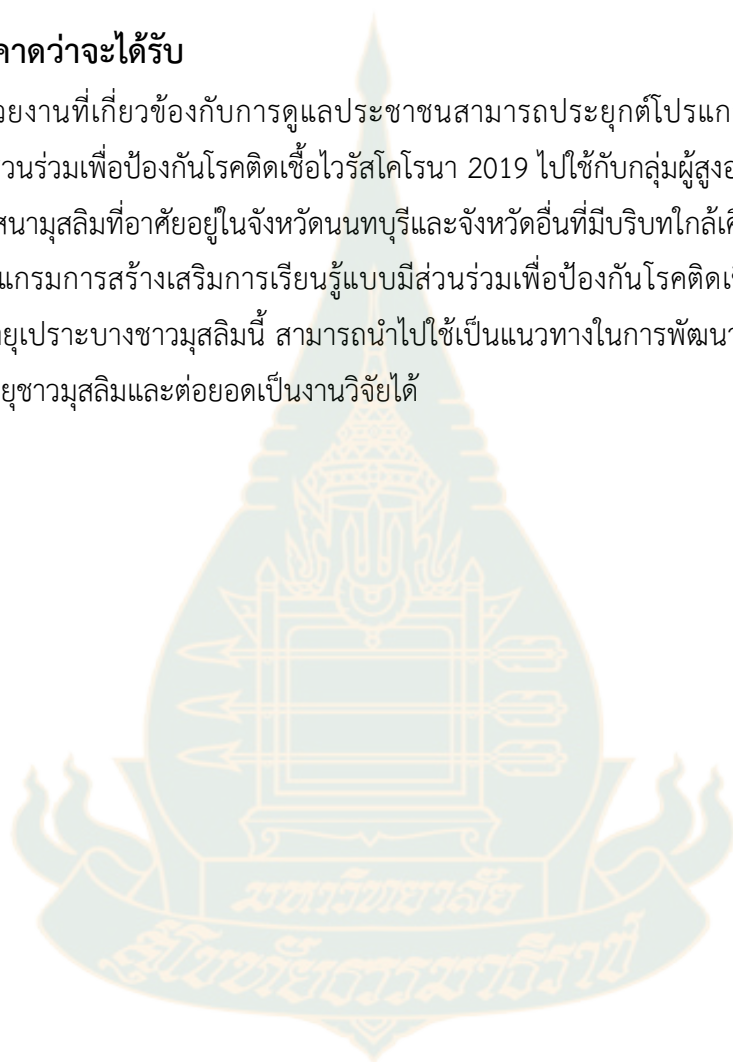 คาดว่าจะได้รับ
วยงานที่เกี่ยวข้องกับการดูแลประชาชนสามารถประยุกต์โปรแก
วนร่วมเพื่อป้องกันโรคติดเชื้อไวรัสโคโรนา 2019 ไปใช้กับกลุ่มผู้สูงอ
สนามุสลิมที่อาศัยอยู่ในจังหวัดนนทบุรีและจังหวัดอื่นที่มีบริบทใกล้เคี
แกรมการสร้างเสริมการเรียนรู้แบบมีส่วนร่วมเพื่อป้องกันโรคติดเชื
ายุเปราะบางชาวมุสลิมนี้ สามารถนำไปใช้เป็นแนวทางในการพัฒนา
ยุชาวมุสลิมและต่อยอดเป็นงานวิจัยได้
มหาวิทยาลัย
สุโขทัยธรรมาธิราช